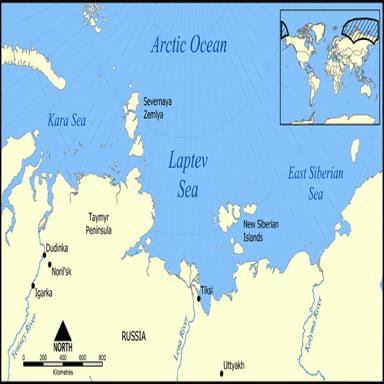 Arctic Ocean
Severnaya
Zemlya
Kara Sea
Laptev
Sea
East Siberian
Sea
Taymyr
Peninsula
New Siberian
Islands
Dudinka
Noril'sk
Igarka
Tiksi
Yenisey River
Lena River
Kolyma River
NORTH
RUSSIA
Uttyakh
0 200 400 600 800
Kilometres